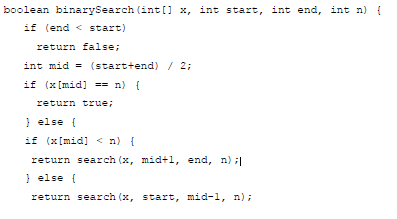 boolean binarySearch(int[] x, int start, int end, int n) {
if (end < start)
return false;
int mid = (start+end) / 2;
if (x[mid] == n) {
return true;
} else {
if (x[mid] < n) {
return search(x, mid+1, end, n);
} else {
return search(x, start, mid-1, n);